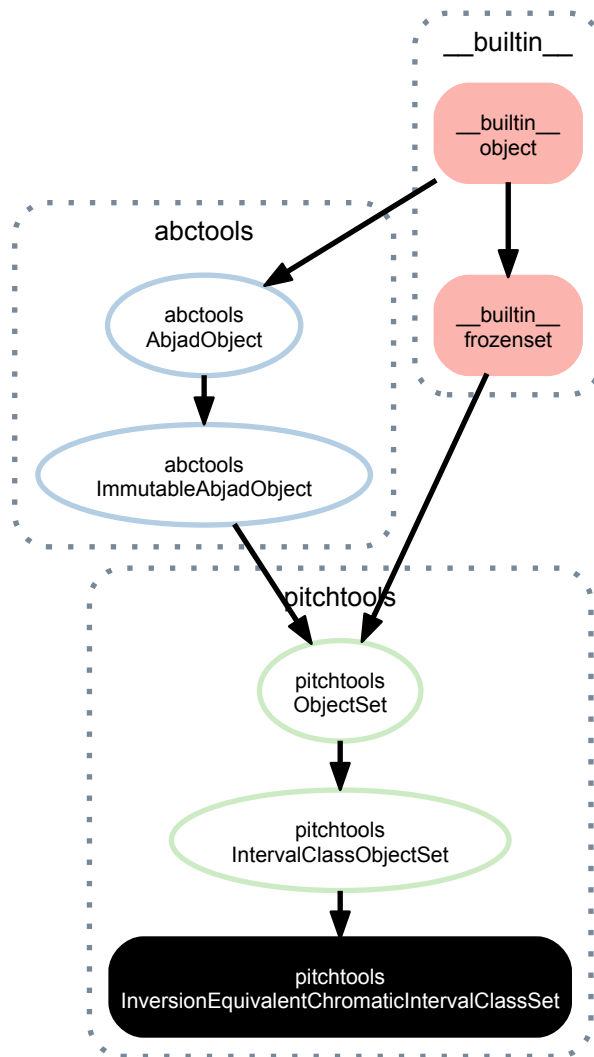 __builtin__
__builtin__
object
abctools
abctools
AbjadObject
__builtin__
frozenset
abctools
ImmutableAbjadObject
pitchtools
pitchtools
ObjectSet
pitchtools
IntervalClassObjectSet
pitchtools
InversionEquivalentChromaticIntervalClassSet